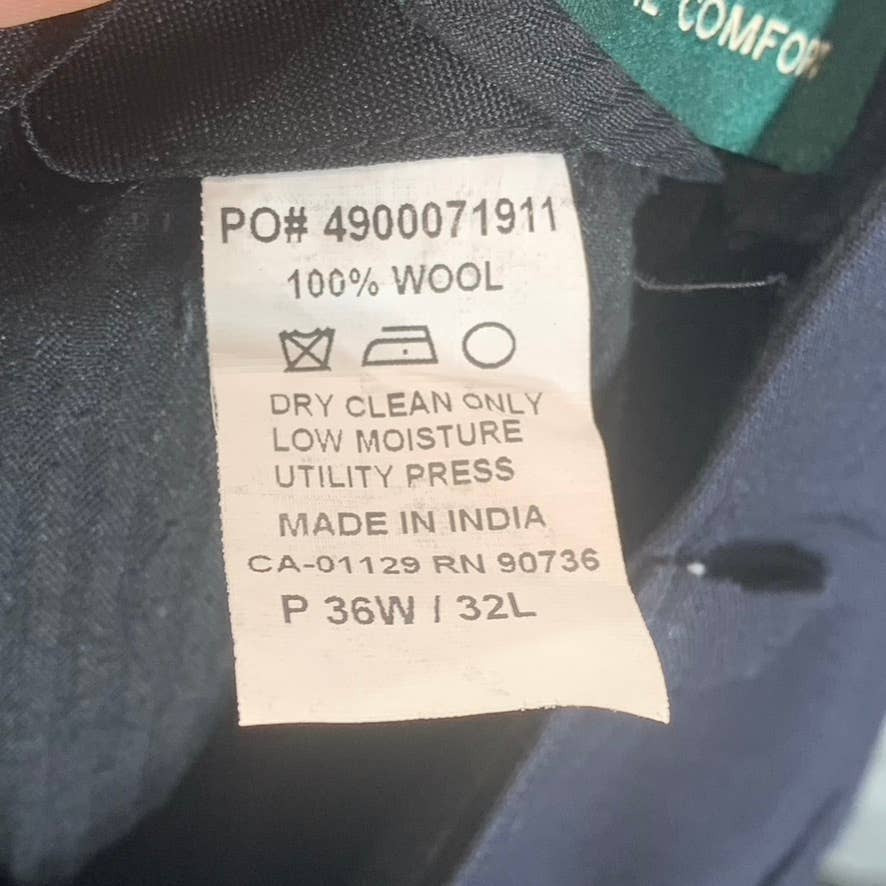 COMFORT
PO# 4900071911
100% WOOL
DRY CLEAN ONLY
LOW MOISTURE
UTILITY PRESS
MADE IN INDIA
CA-01129 RN 90736
P 36W / 32L